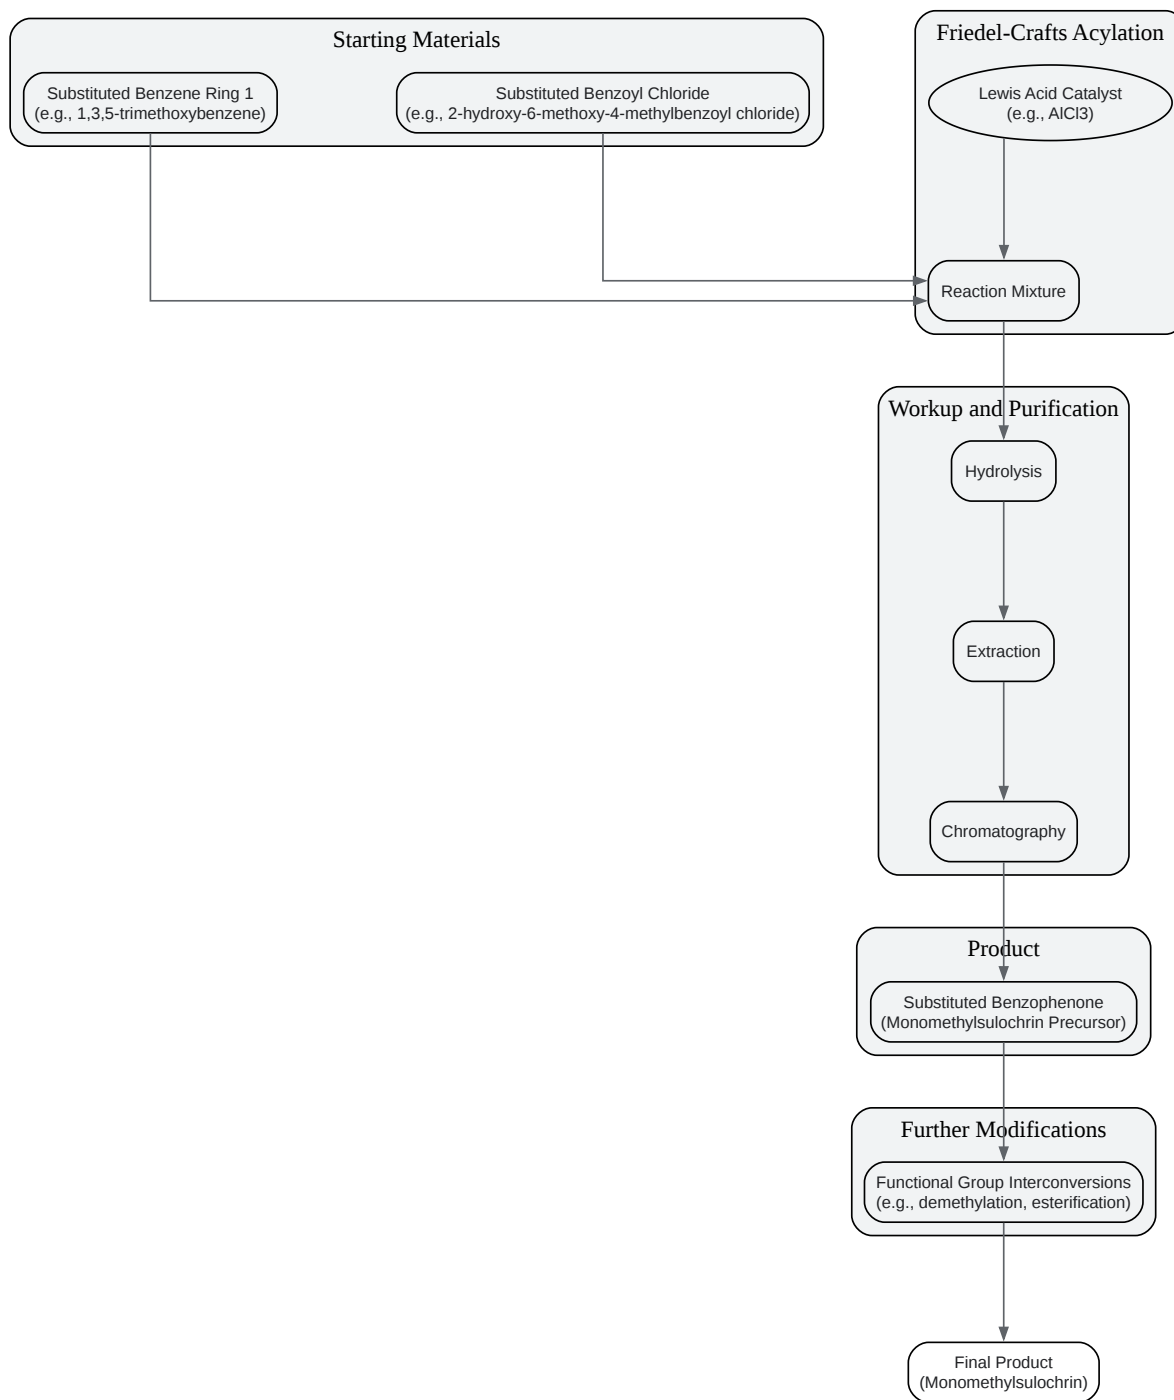 Starting Materials
Substituted Benzene Ring 1
(e.g., 1,3,5-trimethoxybenzene)
Substituted Benzoyl Chloride
(e.g., 2-hydroxy-6-methoxy-4-methylbenzoyl chloride)
Friedel-Crafts Acylation
Lewis Acid Catalyst
(e.g., AlCl3)
Reaction Mixture
Workup and Purification
Hydrolysis
Extraction
Chromatography
Product
Substituted Benzophenone
(Monomethylsulochrin Precursor)
Further Modifications
Functional Group Interconversions
(e.g., demethylation, esterification)
Final Product
(Monomethylsulochrin)